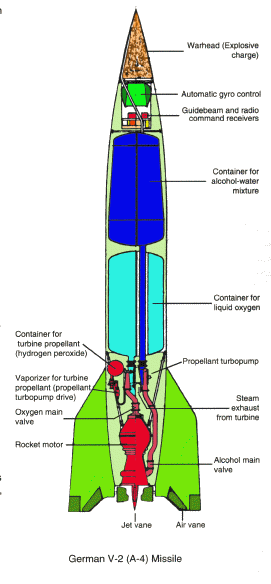 Warhead (Explosive
charge)
Automatic gyro control
Guidebeam and radio
command receivers
Container for
alcohol-water
mixture
Container for
liquid oxygen
Container for
turbine propellant
(hydrogen peroxide)
Propellant turbopump
Vaporizer for turbine
propellant (propellant
turbopump drive)
Steam
exhaust
from turbine
Oxygen main
valve
Rocket motor
Alcohol main
valve
Jet vane
Air vane
German V-2 (A-4) Missile